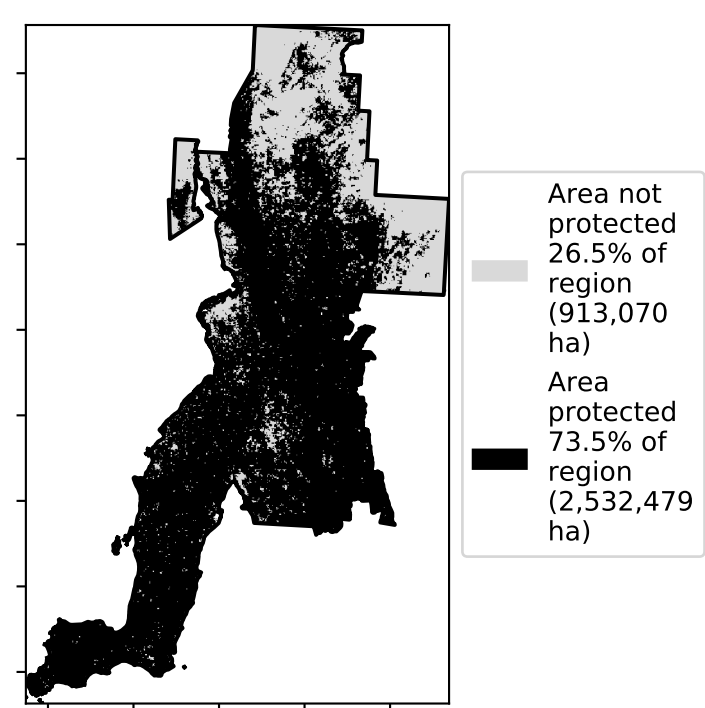 Area not
protected
26.5% of
region
(913,070
ha)
Area
protected
73.5% of
region
(2,532,479
ha)